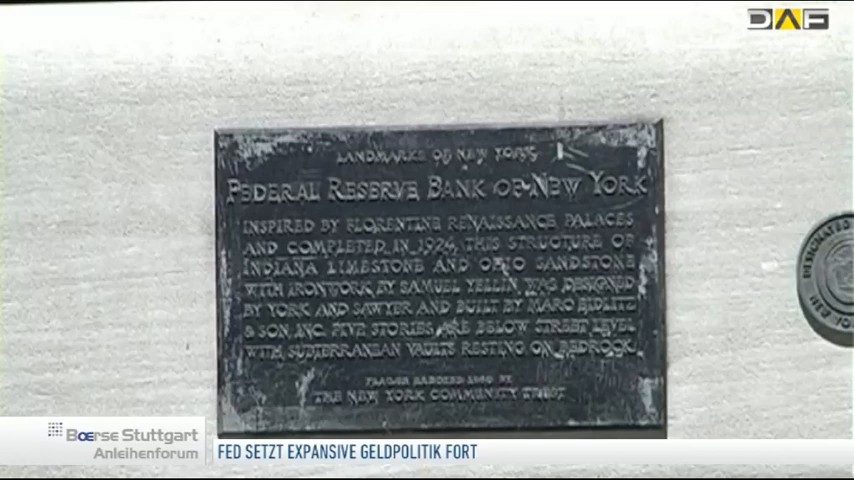 DAF
LANDMARKS OF NEW YORK
FEDERAL RESERVE BANK OF NEW YORK
INSPIRED BY FLORENTINE RENAISSANCE PALACES
AND COMPLETED IN 1924, THIS STRUCTURE OF
INDIANA LIMESTONE AND OHIO SANDSTONE
WITH IRONWORK BY SAMUEL YELLIN WAS DESIGNED
BY YORK AND SAWYER AND BUILT BY MARC EIDLITZ
& SON, INC. FIVE STORIES ARE BELOW STREET LEVEL
WITH SUBTERRANEAN VAULTS RESTING ON BEDROCK.
BY
THE NEW YORK COMMUNITY TRUST
DESIGNATED
Boerse Stuttgart
Anleihenforum
FED SETZT EXPANSIVE GELDPOLITIK FORT